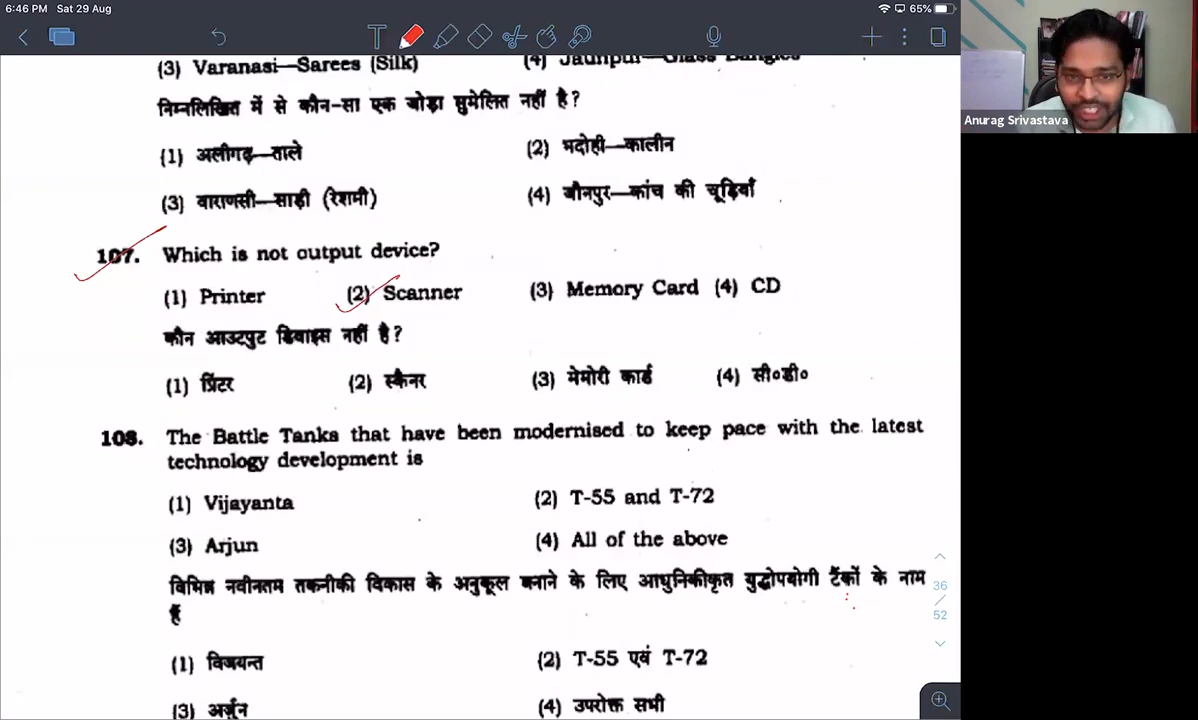 6:46 PM Sat 29 Aug
65%
(3) Varanasi—Sarees (Silk) (4) Jaunpur—Glass Bangles
निम्नलिखित में से कौन-सा एक जोड़ा सुमेलित नहीं है?
(1) अलीगढ़—ताले (2) भदोही—कालीन
(3) वाराणसी—साड़ी (रेशमी) (4) जौनपुर—कांच की चूड़ियाँ
107. Which is not output device?
(1) Printer (2) Scanner (3) Memory Card (4) CD
कौन आउटपुट डिवाइस नहीं है?
(1) प्रिंटर (2) स्कैनर (3) मेमोरी कार्ड (4) सी०डी०
108. The Battle Tanks that have been modernised to keep pace with the latest
technology development is
(1) Vijayanta (2) T-55 and T-72
(3) Arjun (4) All of the above
विभिन्न नवीनतम तकनीकी विकास के अनुकूल बनाने के लिए आधुनिकीकृत युद्धोपयोगी टैंकों के नाम
हैं
(1) विजयन्त (2) T-55 एवं T-72
(3) अर्जुन (4) उपरोक्त सभी
36
/
52
Anurag Srivastava